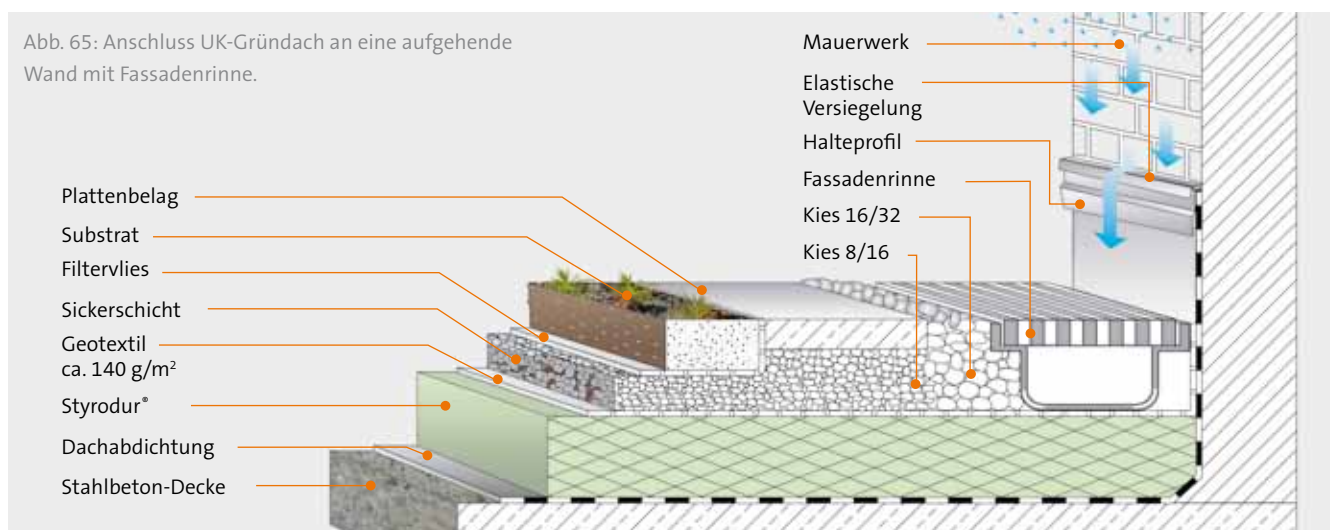 Abb. 65: Anschluss UK-Gründach an eine aufgehende
Wand mit Fassadenrinne.
Plattenbelag
Substrat
Filtervlies
Sickerschicht
Geotextil
ca. 140 g/m²
Styrodur®
Dachabdichtung
Stahlbeton-Decke
Mauerwerk
Elastische
Versiegelung
Halteprofil
Fassadenrinne
Kies 16/32
Kies 8/16